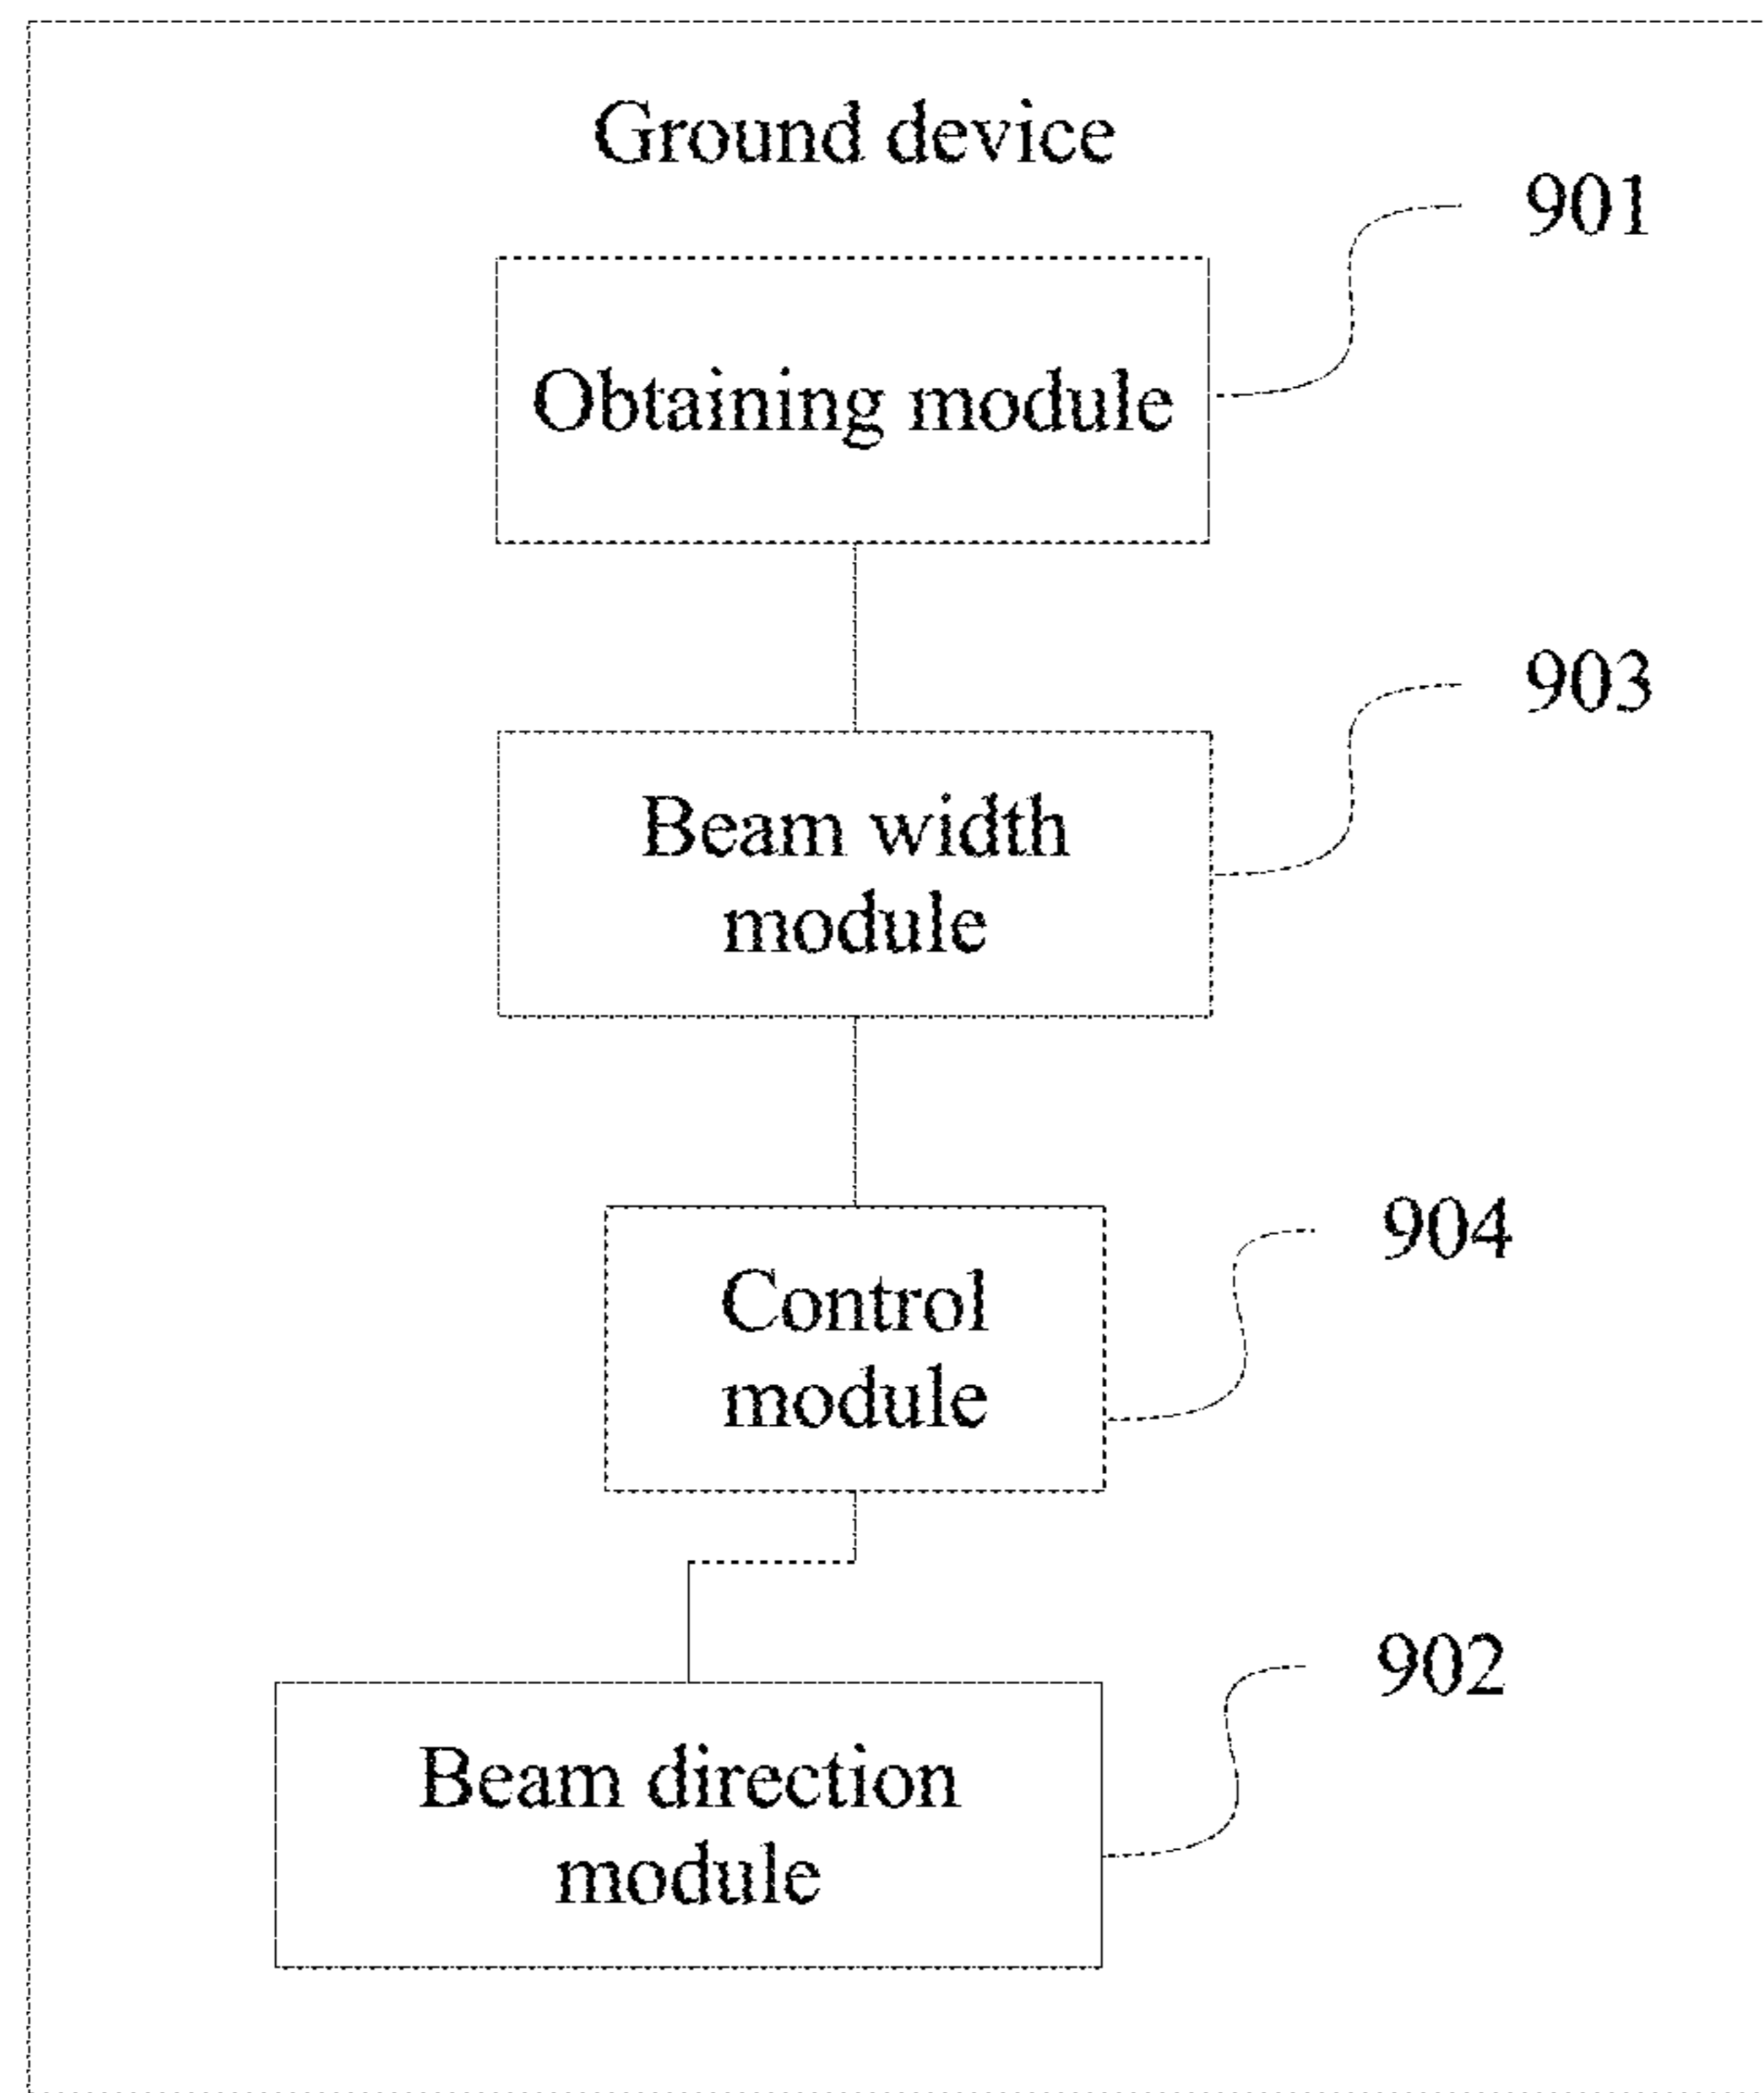 Ground device
901
Obtaining module
903
Beam width
module
904
Control
module
902
Beam direction
module